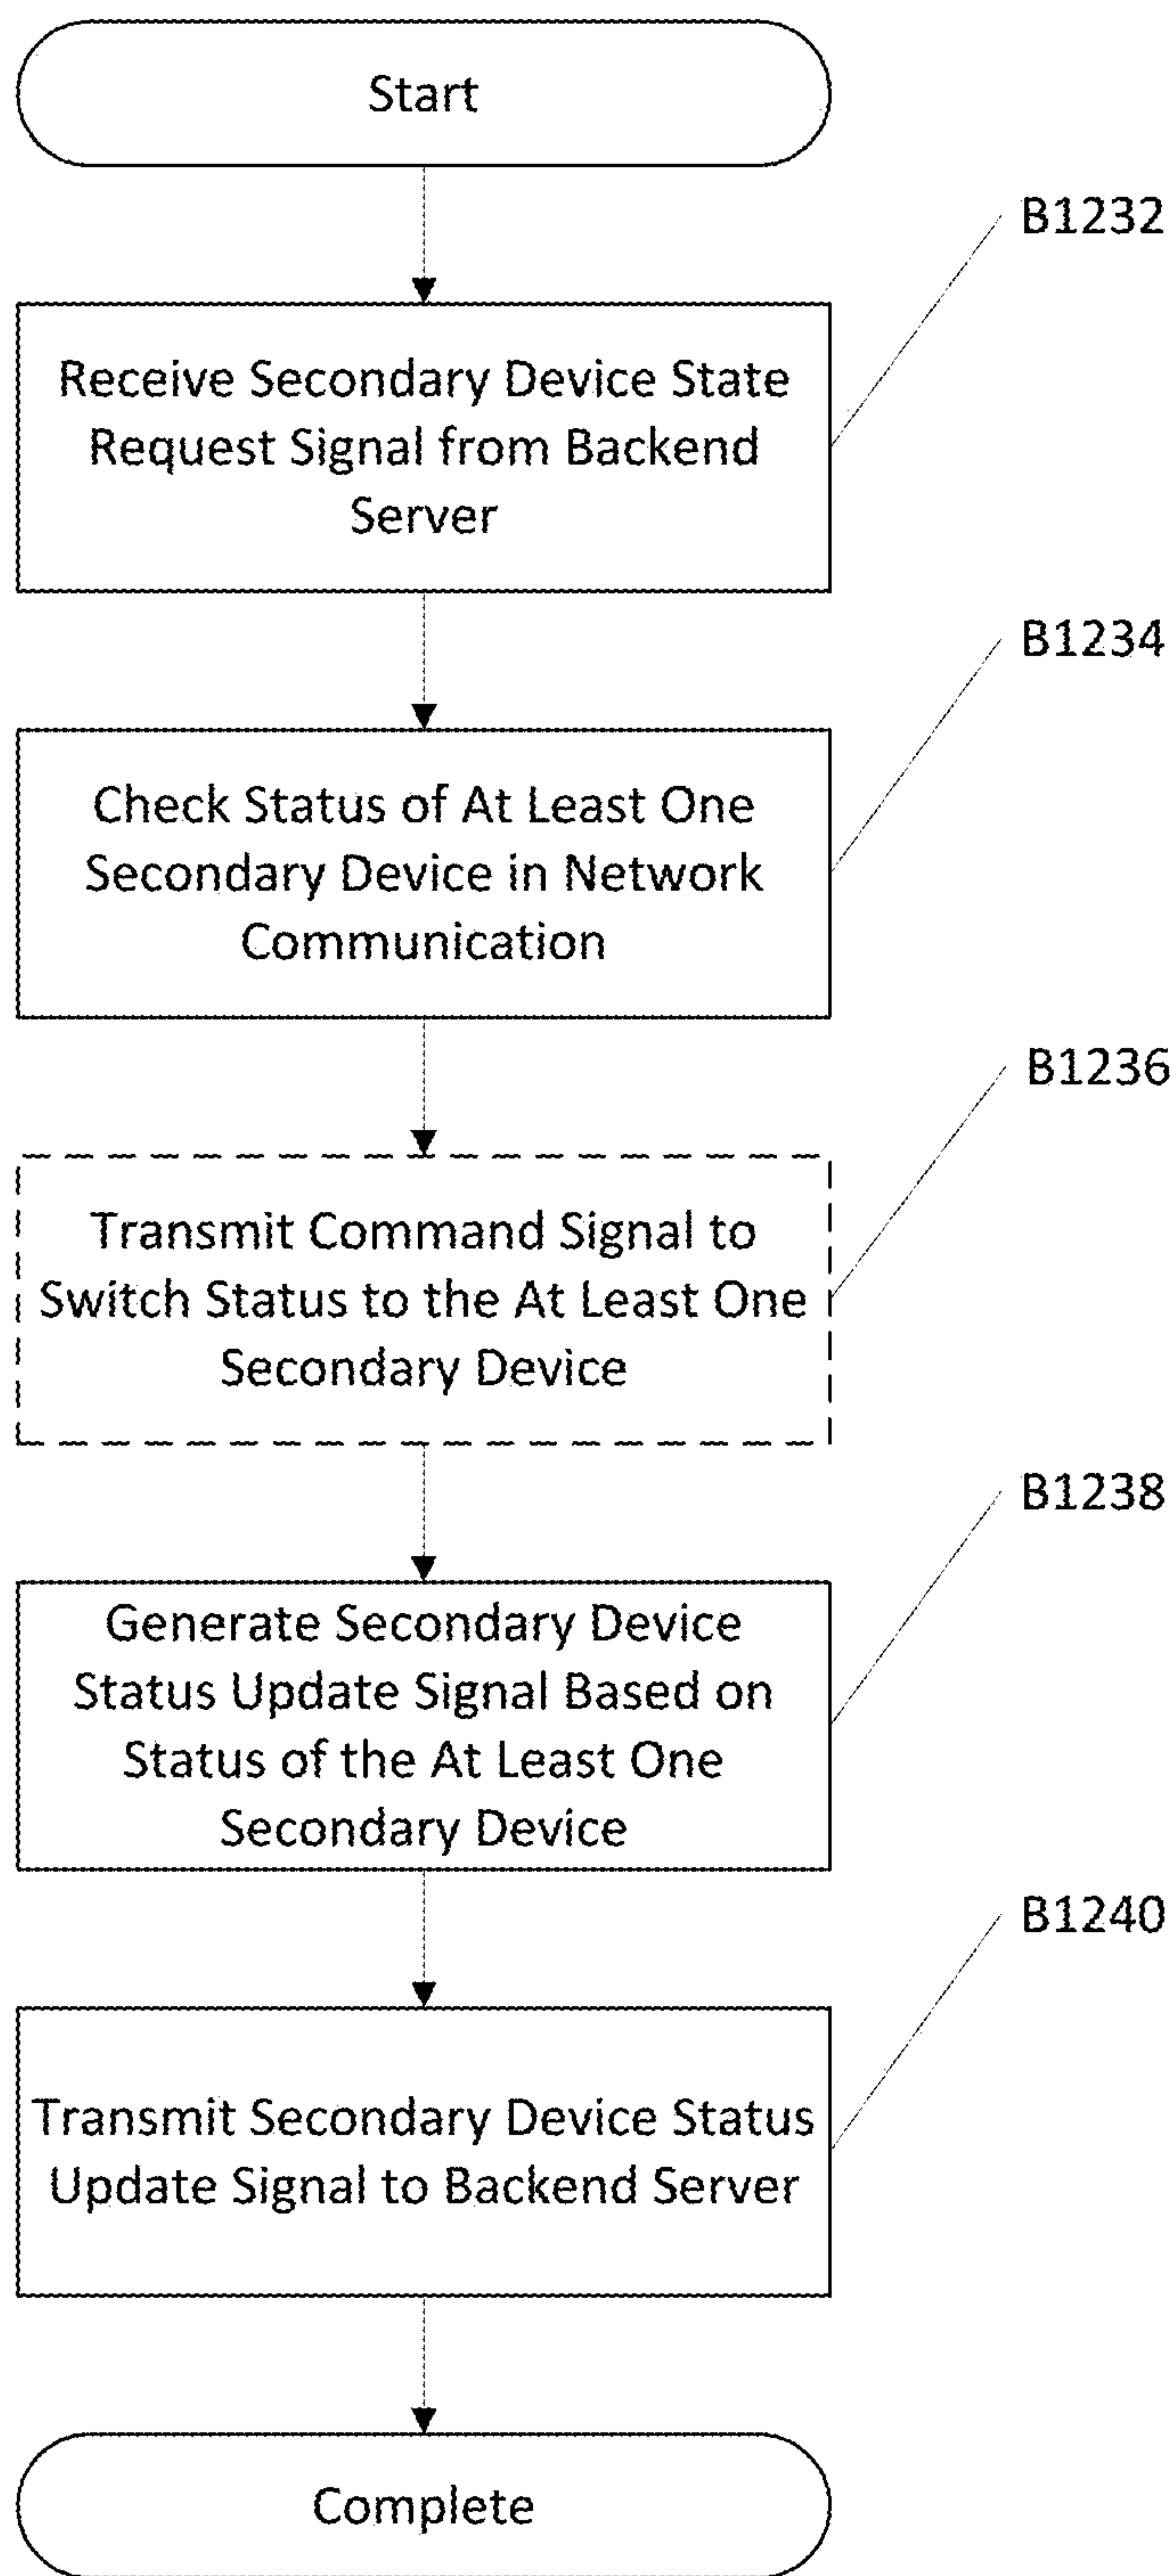 Start
B1232
Receive Secondary Device State
Request Signal from Backend
Server
B1234
Check Status of At Least One
Secondary Device in Network
Communication
B1236
Transmit Command Signal to
Switch Status to the At Least One
Secondary Device
B1238
Generate Secondary Device
Status Update Signal Based on
Status of the At Least One
Secondary Device
B1240
Transmit Secondary Device Status
Update Signal to Backend Server
Complete